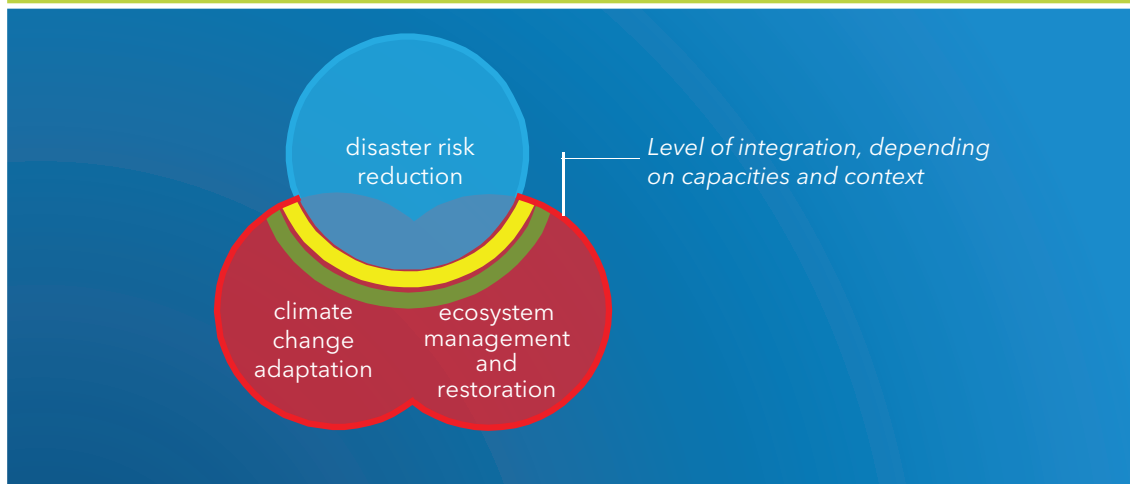 disaster risk
reduction
Level of integration, depending
on capacities and context
climate
change
adaptation
ecosystem
management
and
restoration